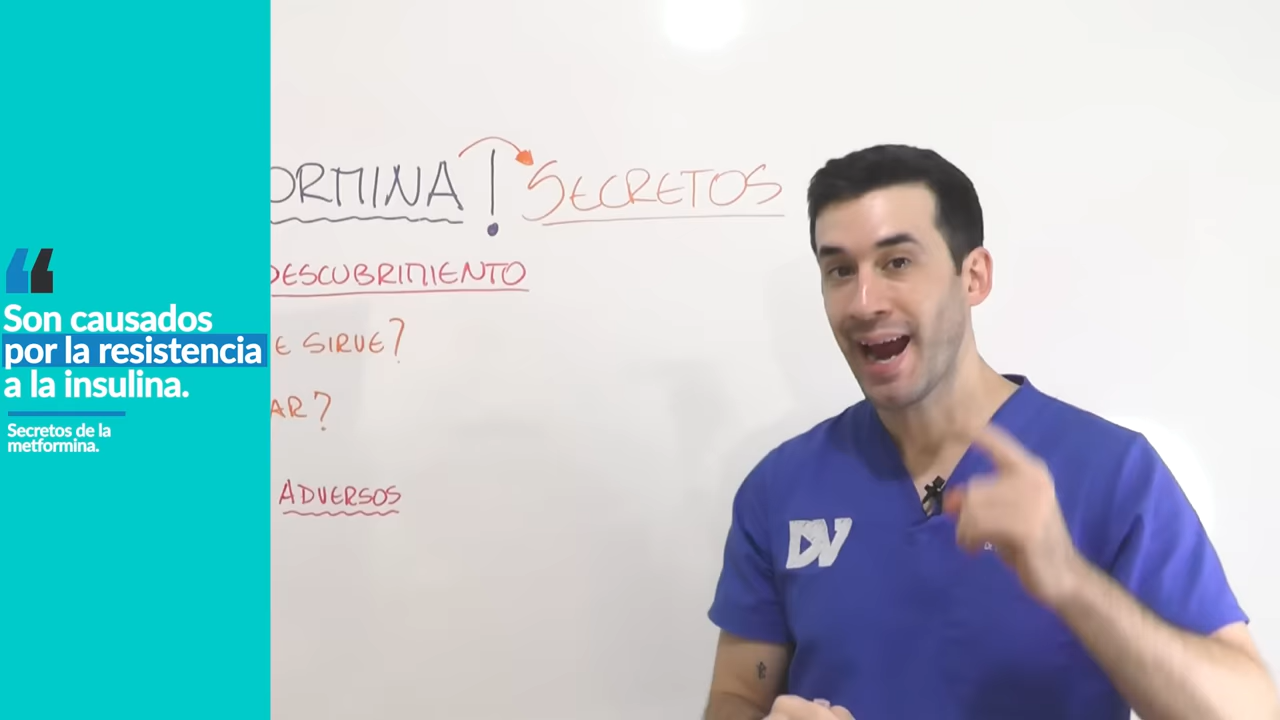 Son causados
por la resistencia
a la insulina.
Secretos de la
metformina.
ORMINA! SECRETOS
DESCUBRIMIENTO
E SIRVE?
AR?
ADVERSOS
DV